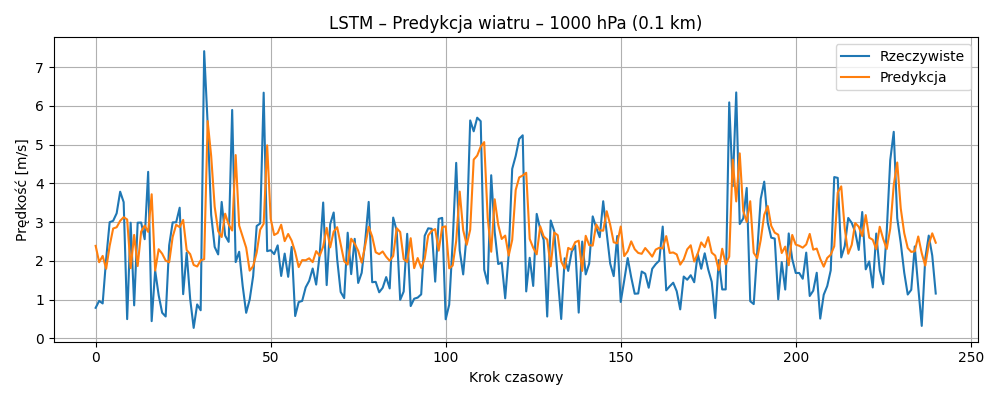 LSTM – Predykcja wiatru – 1000 hPa (0.1 km)
Rzeczywiste
Predykcja
Prędkość [m/s]
7
6
5
4
3
2
1
0
0 50 100 150 200 250
Krok czasowy